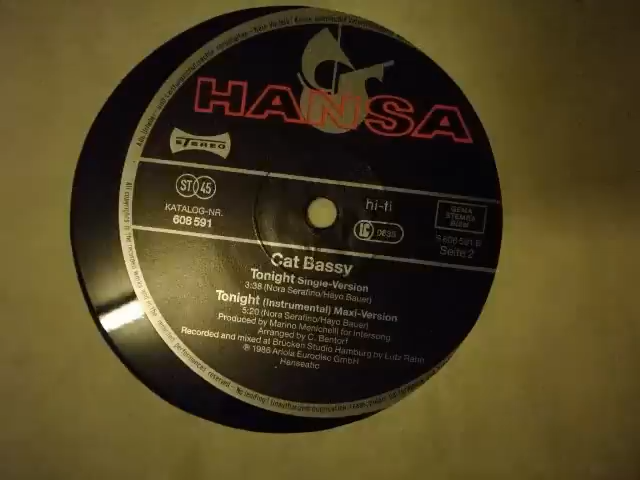 HANSA
STEREO
ST 45
KATALOG-NR.
608 591
hi-fi
LC 0835
GEMA
STEMRA
BIEM
S 608 591 B
Seite 2
Cat Bassy
Tonight Single-Version
3:38 (Nora Serafino/Hayo Bauer)
Tonight (Instrumental) Maxi-Version
5:20 (Nora Serafino/Hayo Bauer)
Produced by Marino Menichelli for Intersong
Arranged by C. Bentorf
Recorded and mixed at Brücken Studio Hamburg by Lutz Rahn
℗ 1986 Ariola Eurodisc GmbH
Hanseatic